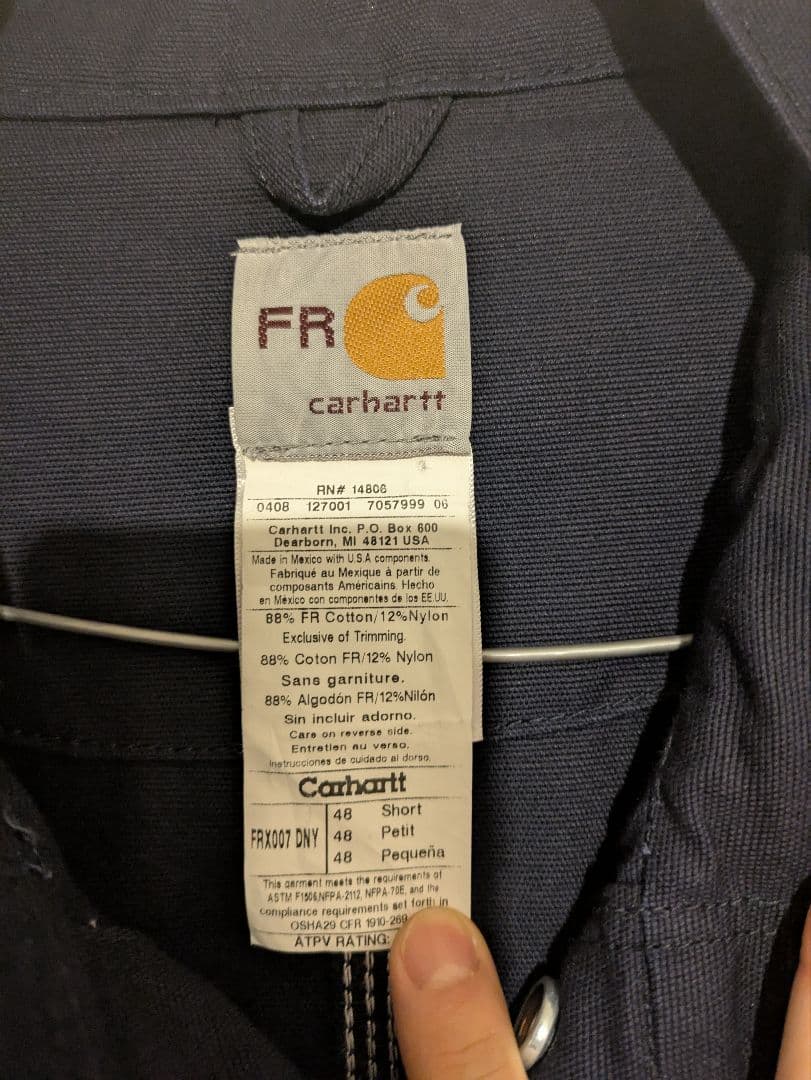 FR
carhartt
RN# 14806
0408 127001 7057999 06
Carhartt Inc. P.O. Box 600
Dearborn, MI 48121 USA
Made in Mexico with U.S.A components.
Fabriqué au Mexique à partir de
composants Américains. Hecho
en México con componentes de los EE.UU.
88% FR Cotton/12%Nylon
Exclusive of Trimming.
88% Coton FR/12% Nylon
Sans garniture.
88% Algodón FR/12%Nilón
Sin incluir adorno.
Care on reverse side.
Entretien au verso.
Instrucciones de cuidado al dorso.
Carhartt
48 Short
FRX007 DNY 48 Petit
48 Pequeña
This garment meets the requirements of
ASTM F1506,NFPA-2112, NFPA-70E, and the
compliance requirements set forth in
OSHA29 CFR 1910-269
ATPV RATING: